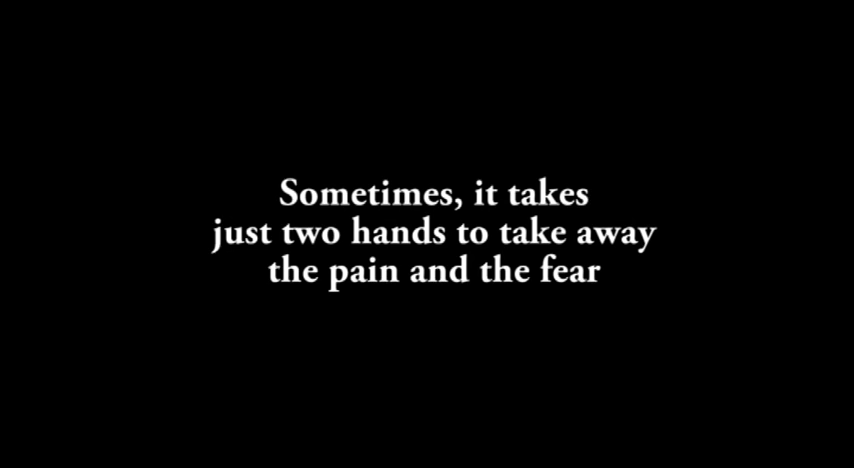 Sometimes, it takes
just two hands to take away
the pain and the fear